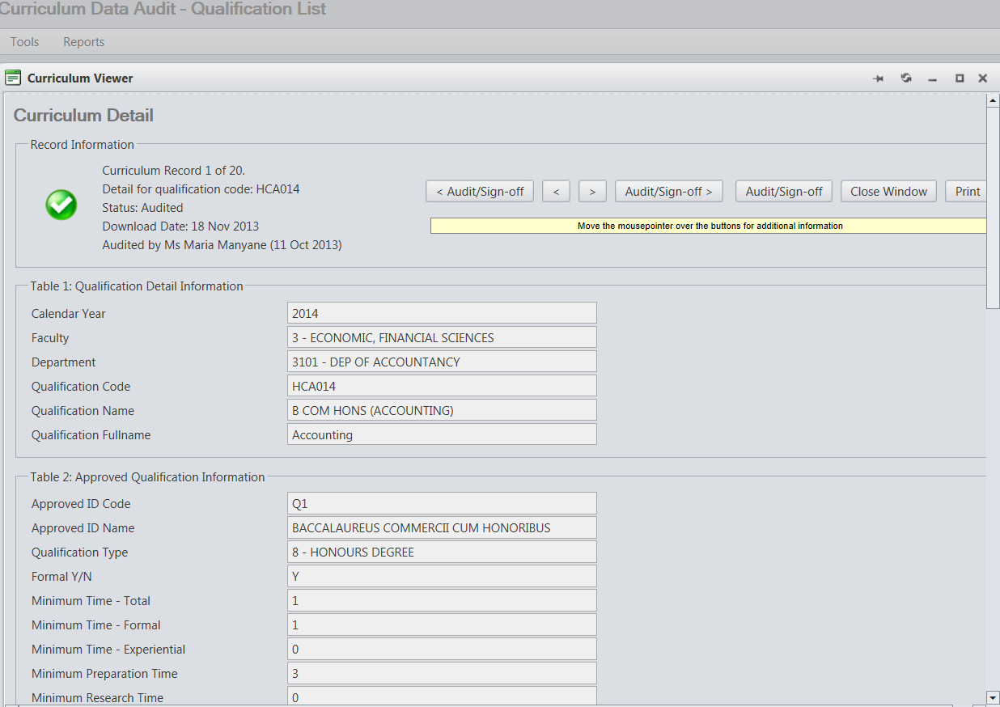 Curriculum Data Audit - Qualification List
Tools Reports
Curriculum Viewer
Curriculum Detail
Record Information
Curriculum Record 1 of 20.
Detail for qualification code: HCA014
Status: Audited
Download Date: 18 Nov 2013
Audited by Ms Maria Manyane (11 Oct 2013)
< Audit/Sign-off < > Audit/Sign-off > Audit/Sign-off Close Window Print
Move the mousepointer over the buttons for additional information
Table 1: Qualification Detail Information
Calendar Year 2014
Faculty 3 - ECONOMIC, FINANCIAL SCIENCES
Department 3101 - DEP OF ACCOUNTANCY
Qualification Code HCA014
Qualification Name B COM HONS (ACCOUNTING)
Qualification Fullname Accounting
Table 2: Approved Qualification Information
Approved ID Code Q1
Approved ID Name BACCALAUREUS COMMERCII CUM HONORIBUS
Qualification Type 8 - HONOURS DEGREE
Formal Y/N Y
Minimum Time - Total 1
Minimum Time - Formal 1
Minimum Time - Experiential 0
Minimum Preparation Time 3
Minimum Research Time 0